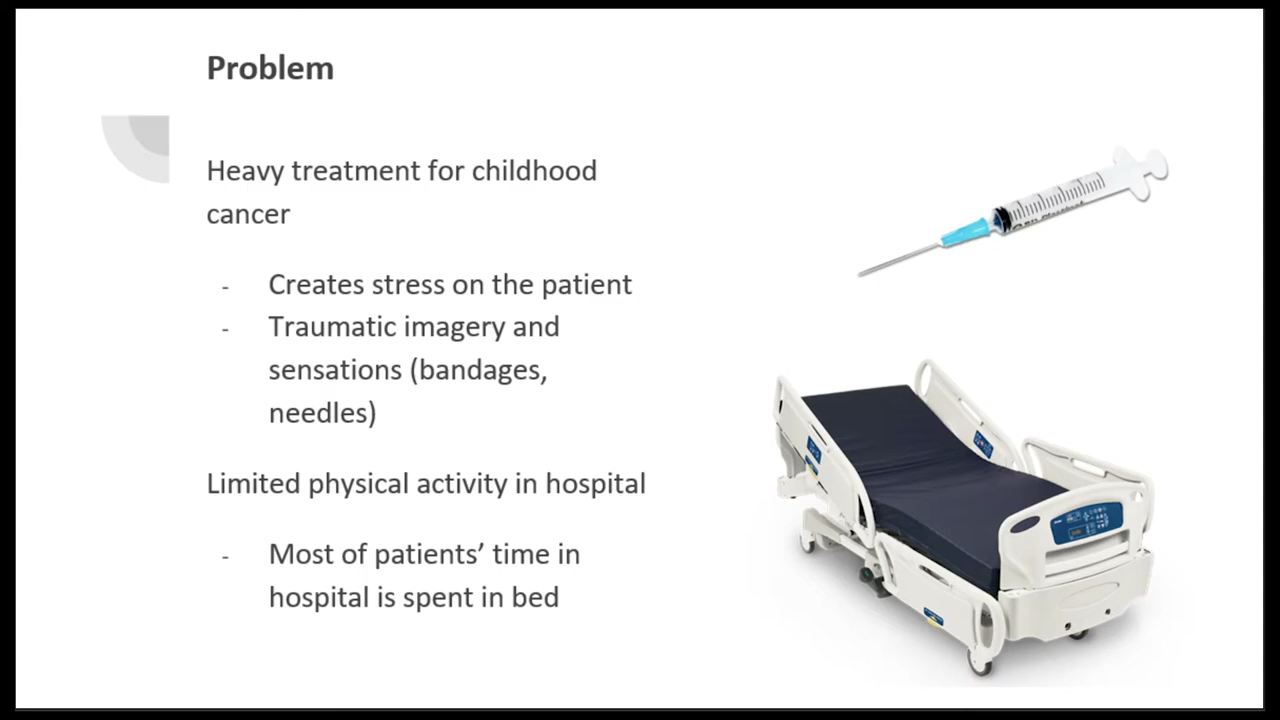 Problem
Heavy treatment for childhood
cancer
- Creates stress on the patient
- Traumatic imagery and
sensations (bandages,
needles)
Limited physical activity in hospital
- Most of patients’ time in
hospital is spent in bed